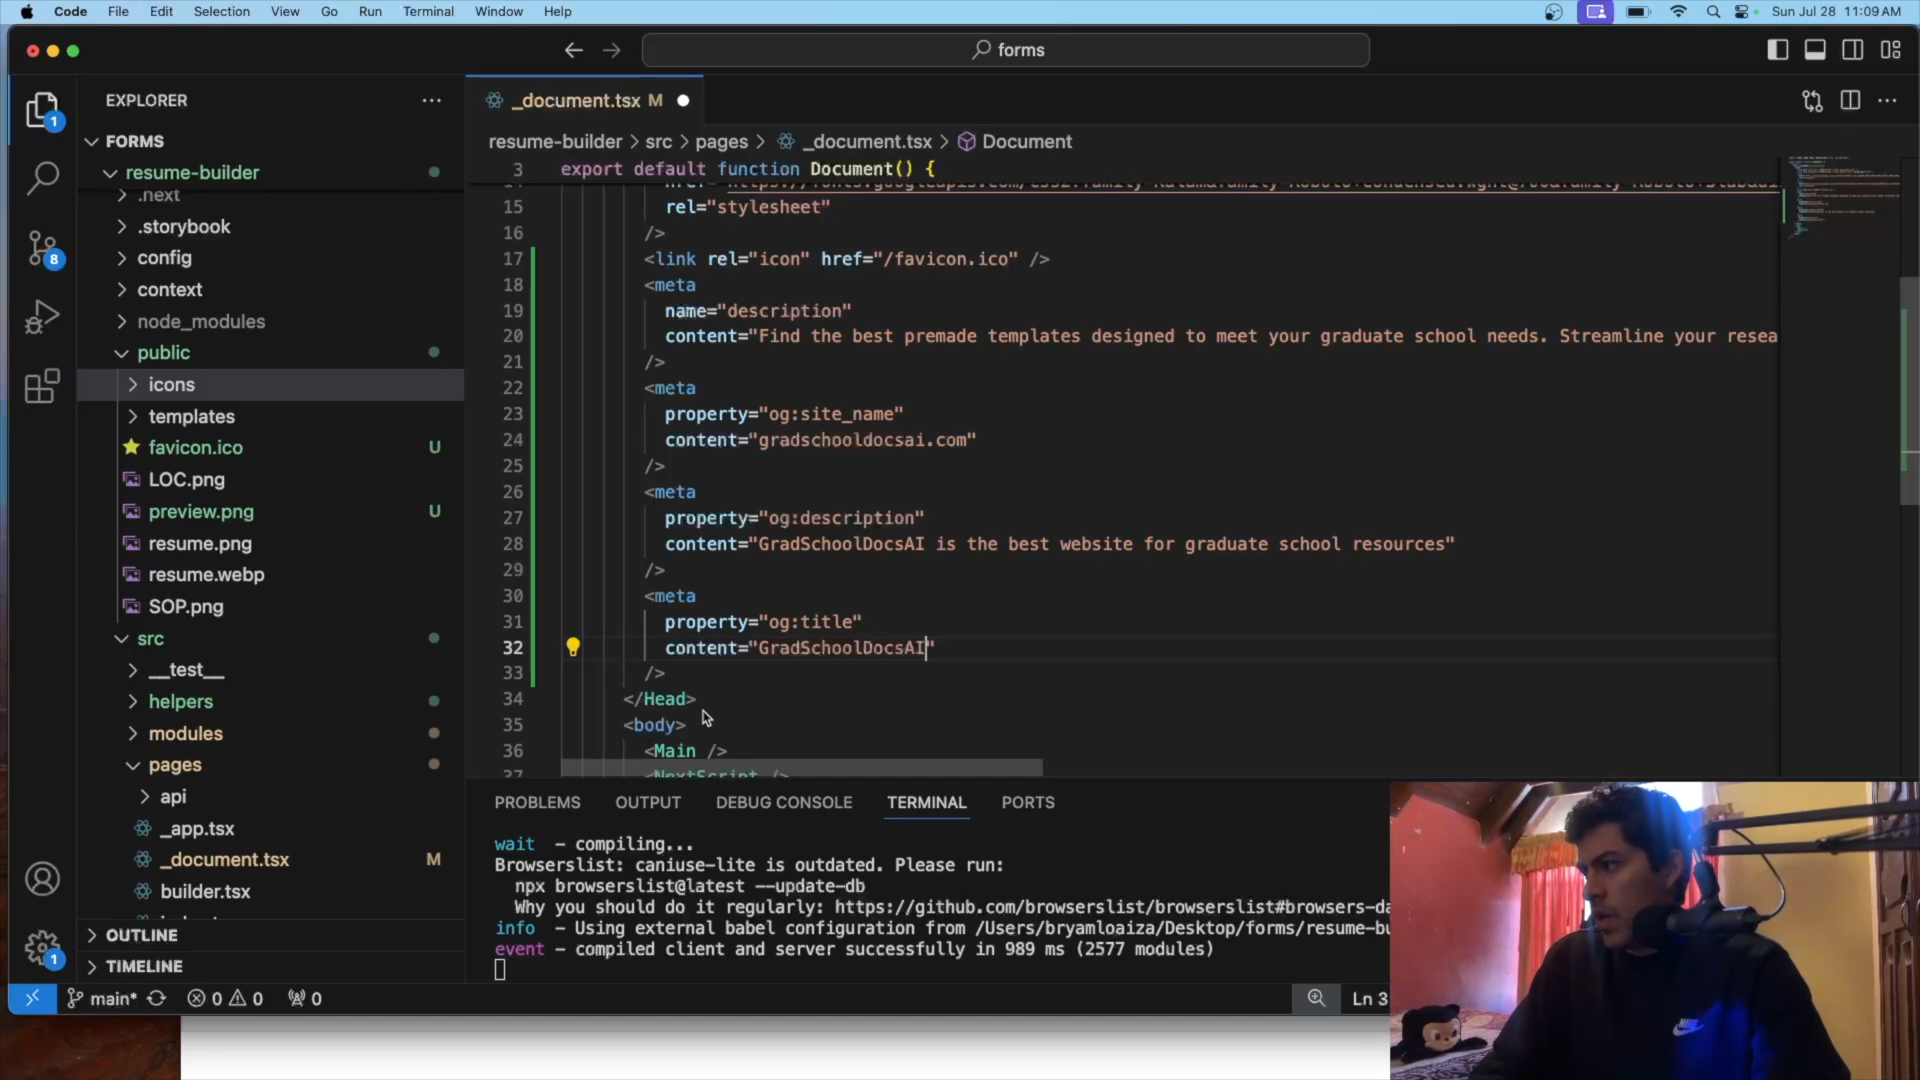 Code File Edit Selection View Go Run Terminal Window Help Sun Jul 28 11:09 AM
forms
EXPLORER
_document.tsx M
FORMS
resume-builder > src > pages > _document.tsx > Document
resume-builder
3 export default function Document() {
.next
.storybook
config
context
node_modules
public
icons
templates
favicon.ico U
LOC.png
preview.png U
resume.png
resume.webp
SOP.png
src
__test__
helpers
modules
pages
api
_app.tsx
_document.tsx M
builder.tsx
OUTLINE
TIMELINE
15 rel="stylesheet"
16 />
17 <link rel="icon" href="/favicon.ico" />
18 <meta
19 name="description"
20 content="Find the best premade templates designed to meet your graduate school needs. Streamline your resea
21 />
22 <meta
23 property="og:site_name"
24 content="gradschooldocsai.com"
25 />
26 <meta
27 property="og:description"
28 content="GradSchoolDocsAI is the best website for graduate school resources"
29 />
30 <meta
31 property="og:title"
32 content="GradSchoolDocsAI"
33 />
34 </Head>
35 <body>
36 <Main />
37 <NextScript />
PROBLEMS OUTPUT DEBUG CONSOLE TERMINAL PORTS
wait - compiling...
Browserslist: caniuse-lite is outdated. Please run:
npx browserslist@latest --update-db
Why you should do it regularly: https://github.com/browserslist/browserslist#browsers-da
info - Using external babel configuration from /Users/bryamloaiza/Desktop/forms/resume-bu
event - compiled client and server successfully in 989 ms (2577 modules)
main* 0 0 0 Ln 3
1
8
1
NIKE